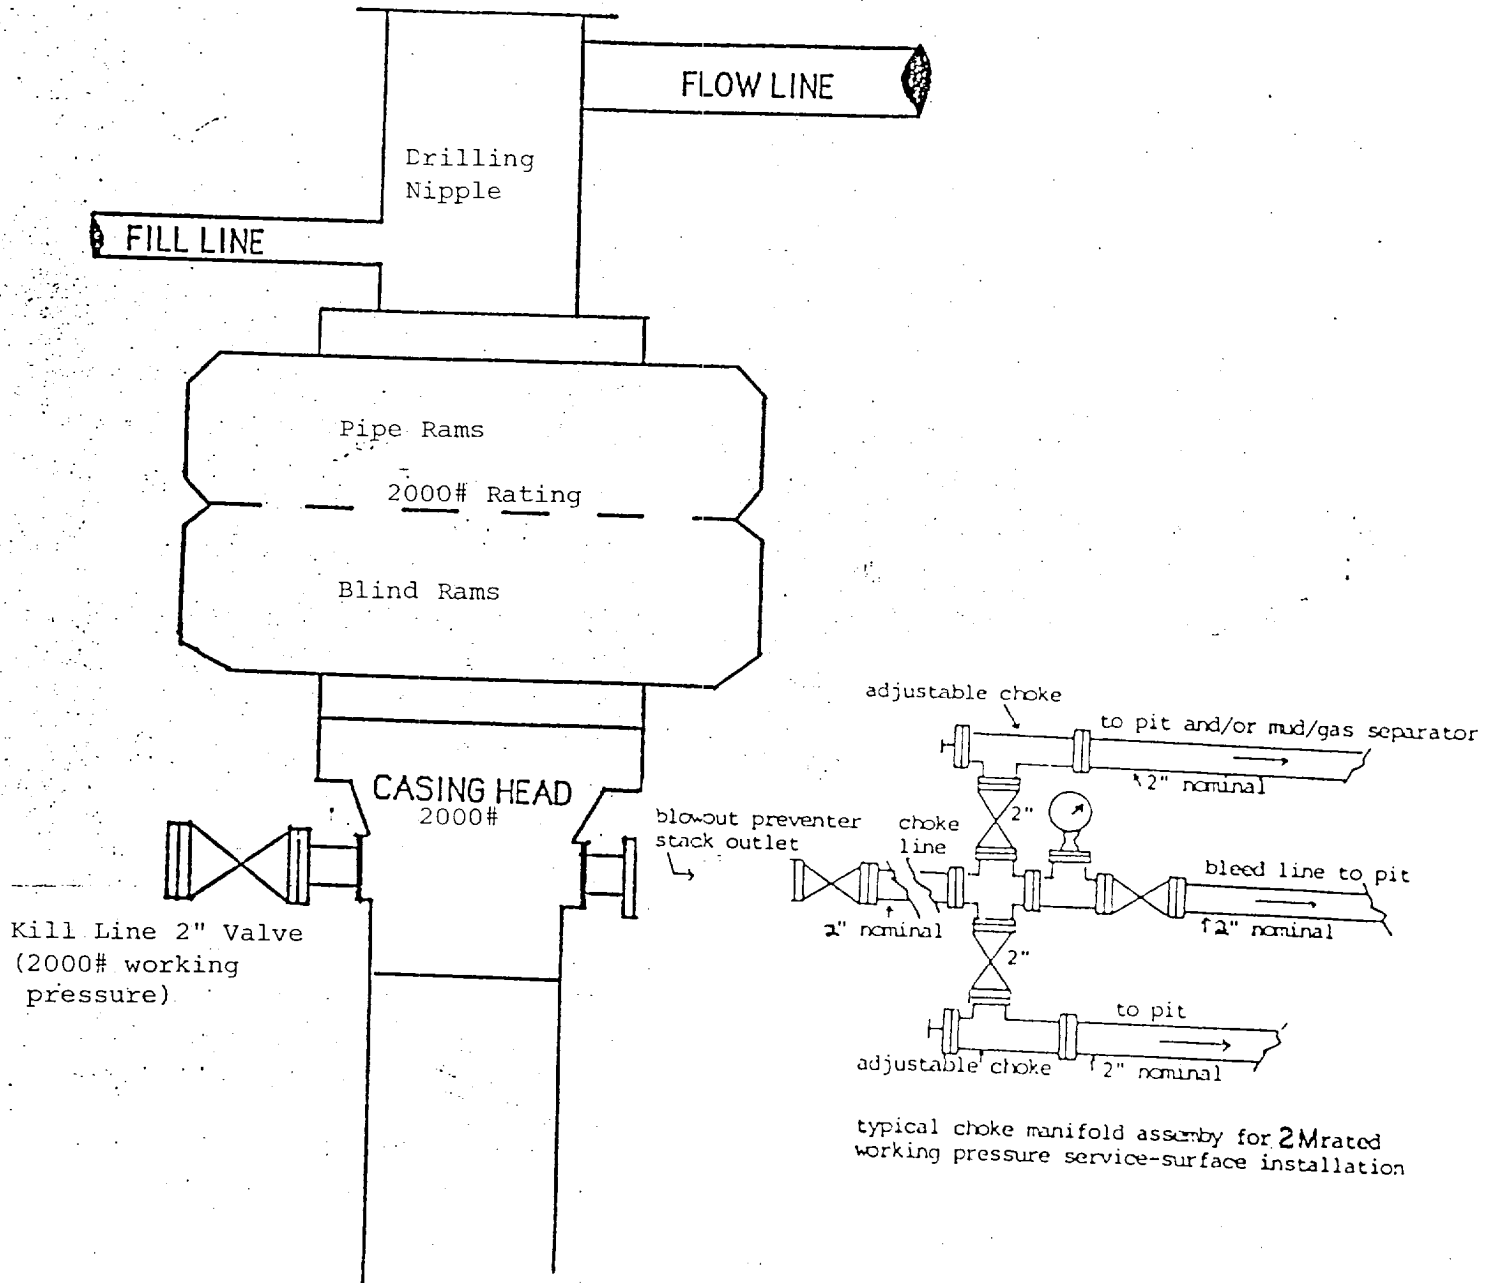 FLOW LINE
Drilling
Nipple
FILL LINE
Pipe Rams
2000# Rating
Blind Rams
CASING HEAD
2000#
Kill Line 2" Valve
(2000# working
pressure)
blowout preventer
stack outlet
adjustable choke
to pit and/or mud/gas separator
2" nominal
2"
choke
line
bleed line to pit
2" nominal
2" nominal
2"
to pit
adjustable choke
2" nominal
typical choke manifold assemby for 2M rated
working pressure service-surface installation